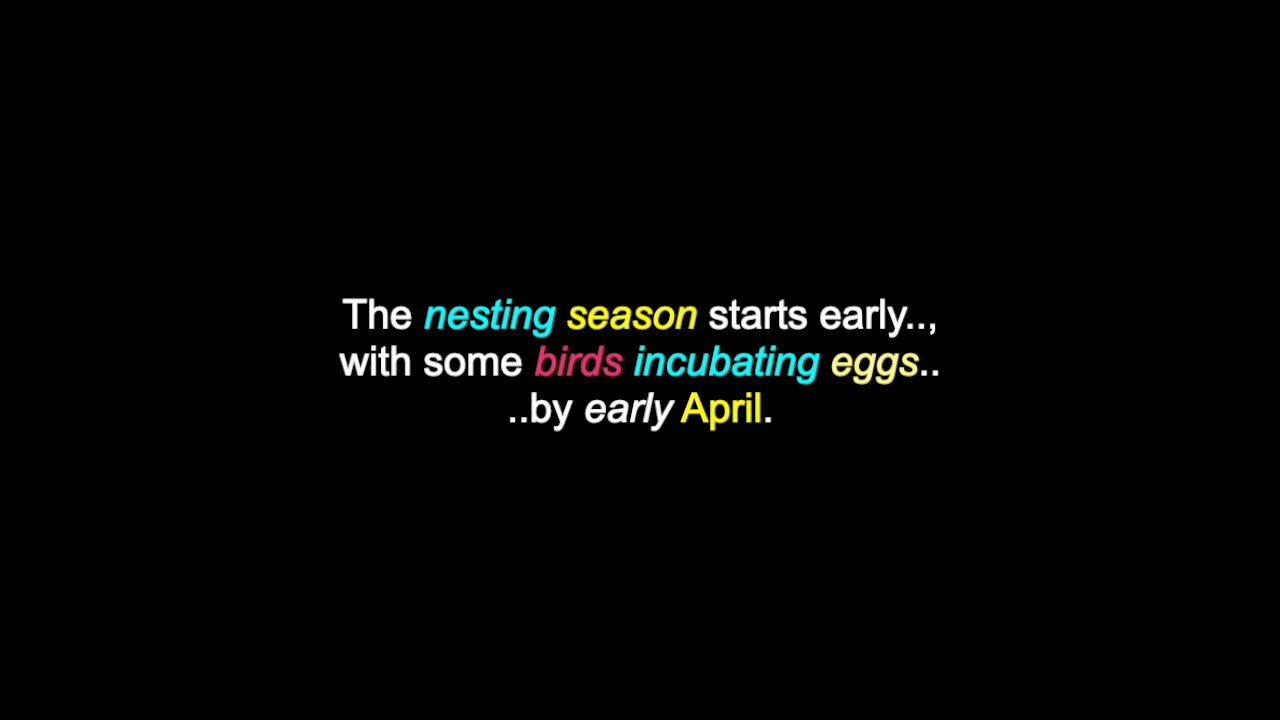 The nesting season starts early..,
with some birds incubating eggs..
..by early April.